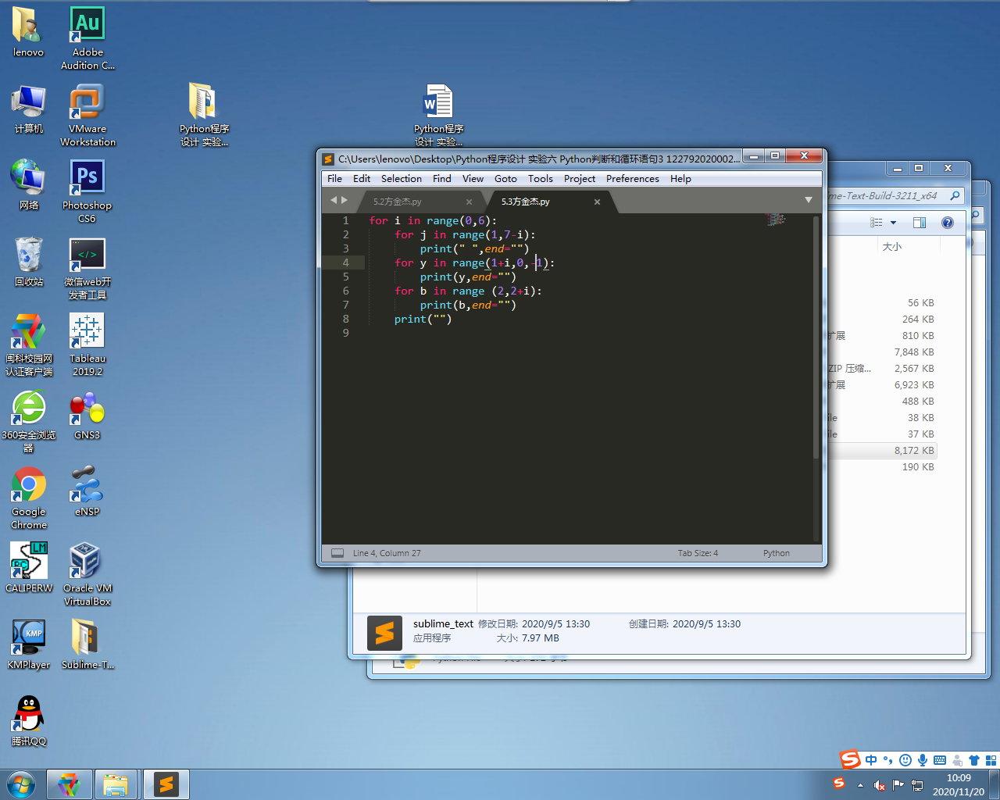 lenovo
Adobe
Audition C...
计算机
VMware
Workstation
Python程序
设计 实验...
Python程序
设计 实验...
网络
Photoshop
CS6
回收站
微信web开
发者工具
闽科校园网
认证客户端
Tableau
2019.2
360安全浏览
器
GNS3
Google
Chrome
eNSP
CALIPERW
Oracle VM
VirtualBox
KMPlayer
Sublime-T...
腾讯QQ
C:\Users\lenovo\Desktop\Python程序设计 实验六 Python判断和循环语句3 122792020002...
File Edit Selection Find View Goto Tools Project Preferences Help
5.2方金杰.py
5.3方金杰.py
1 for i in range(0,6):
2 for j in range(1,7-i):
3 print(" ",end="")
4 for y in range(1+i,0,-1):
5 print(y,end="")
6 for b in range (2,2+i):
7 print(b,end="")
8 print("")
9
Line 4, Column 27
Tab Size: 4
Python
me-Text-Build-3211_x64
大小
56 KB
264 KB
扩展 810 KB
7,848 KB
ZIP 压缩... 2,567 KB
扩展 6,923 KB
488 KB
ile 38 KB
ile 37 KB
8,172 KB
190 KB
sublime_text 修改日期: 2020/9/5 13:30 创建日期: 2020/9/5 13:30
应用程序 大小: 7.97 MB
中
10:09
2020/11/20